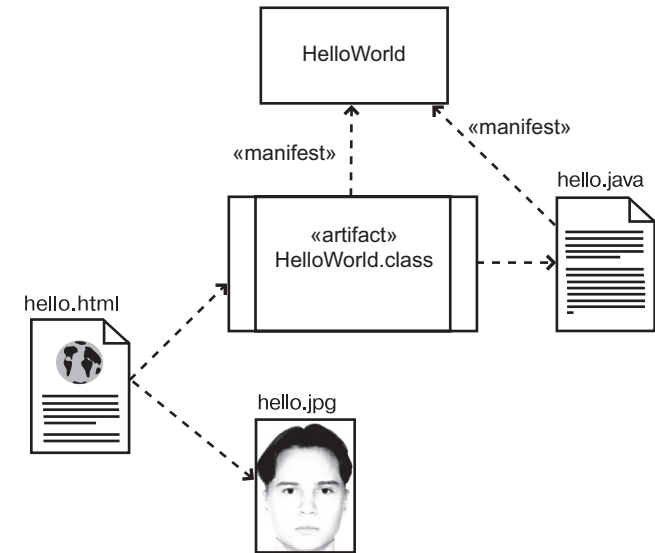 HelloWorld
«manifest»
«manifest»
hello.java
«artifact»
HelloWorld.class
hello.html
hello.jpg